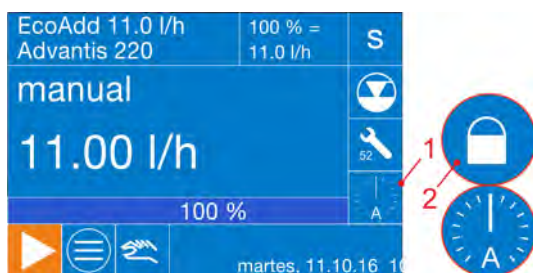 EcoAdd 11.0 l/h
Advantis 220
100 % =
11.0 l/h
S
manual
11.00 l/h
52
1
2
100 %
A
A
martes, 11.10.16